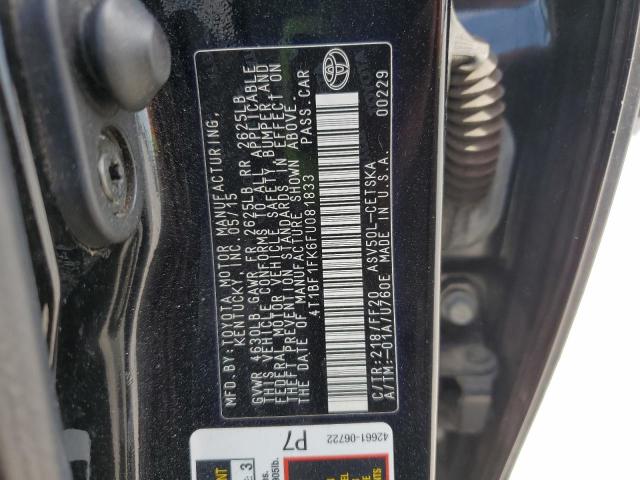 MFD.BY:TOYOTA MOTOR MANUFACTURING,
KENTUCKY, INC. 05/15
GVWR 4630LB GAWR FR 2625LB RR 2625LB
THIS VEHICLE CONFORMS TO ALL APPLICABLE
FEDERAL MOTOR VEHICLE SAFETY, BUMPER AND
THEFT PREVENTION STANDARDS IN EFFECT ON
THE DATE OF MANUFACTURE SHOWN ABOVE.
4T1BF1FK6FU081833 PASS.CAR
C/TR:218/FF20 ASV50L-CETSKA
A/TM:-01A/U760E MADE IN U.S.A. 00229
42661-06722
P7
3